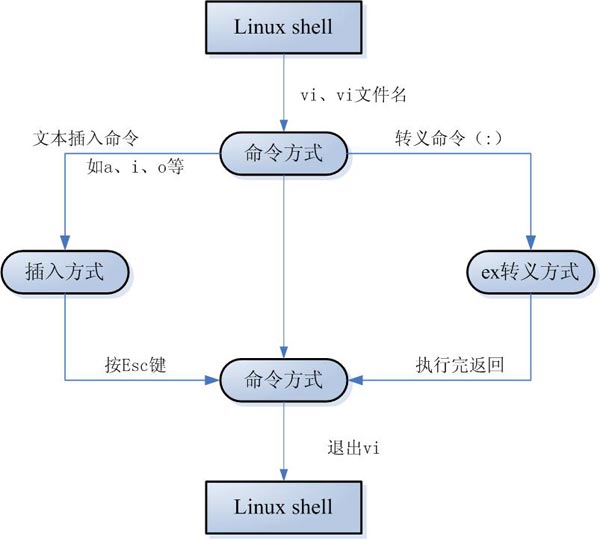 Linux shell
vi、vi文件名
文本插入命令
如a、i、o等
命令方式
转义命令（:）
插入方式
ex转义方式
按Esc键
命令方式
执行完返回
退出vi
Linux shell